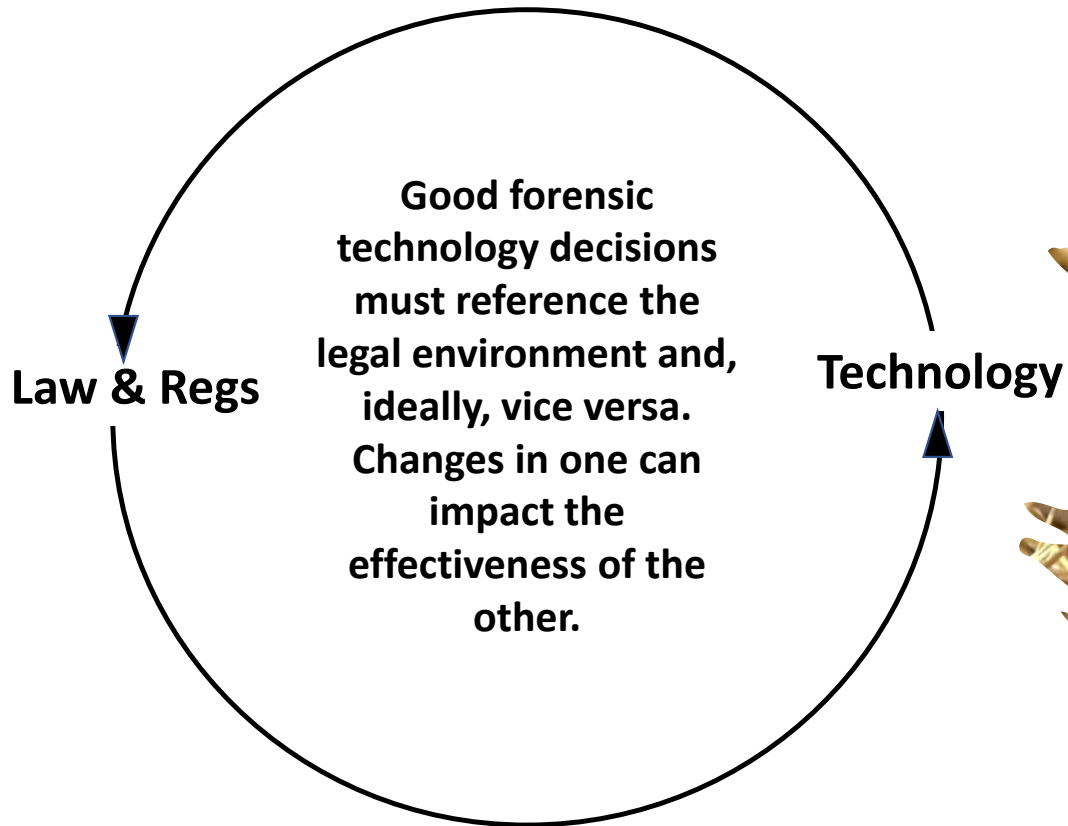 Good forensic
technology decisions
must reference the
legal environment and,
ideally, vice versa.
Changes in one can
impact the
effectiveness of the
other.
Law & Regs
Technology